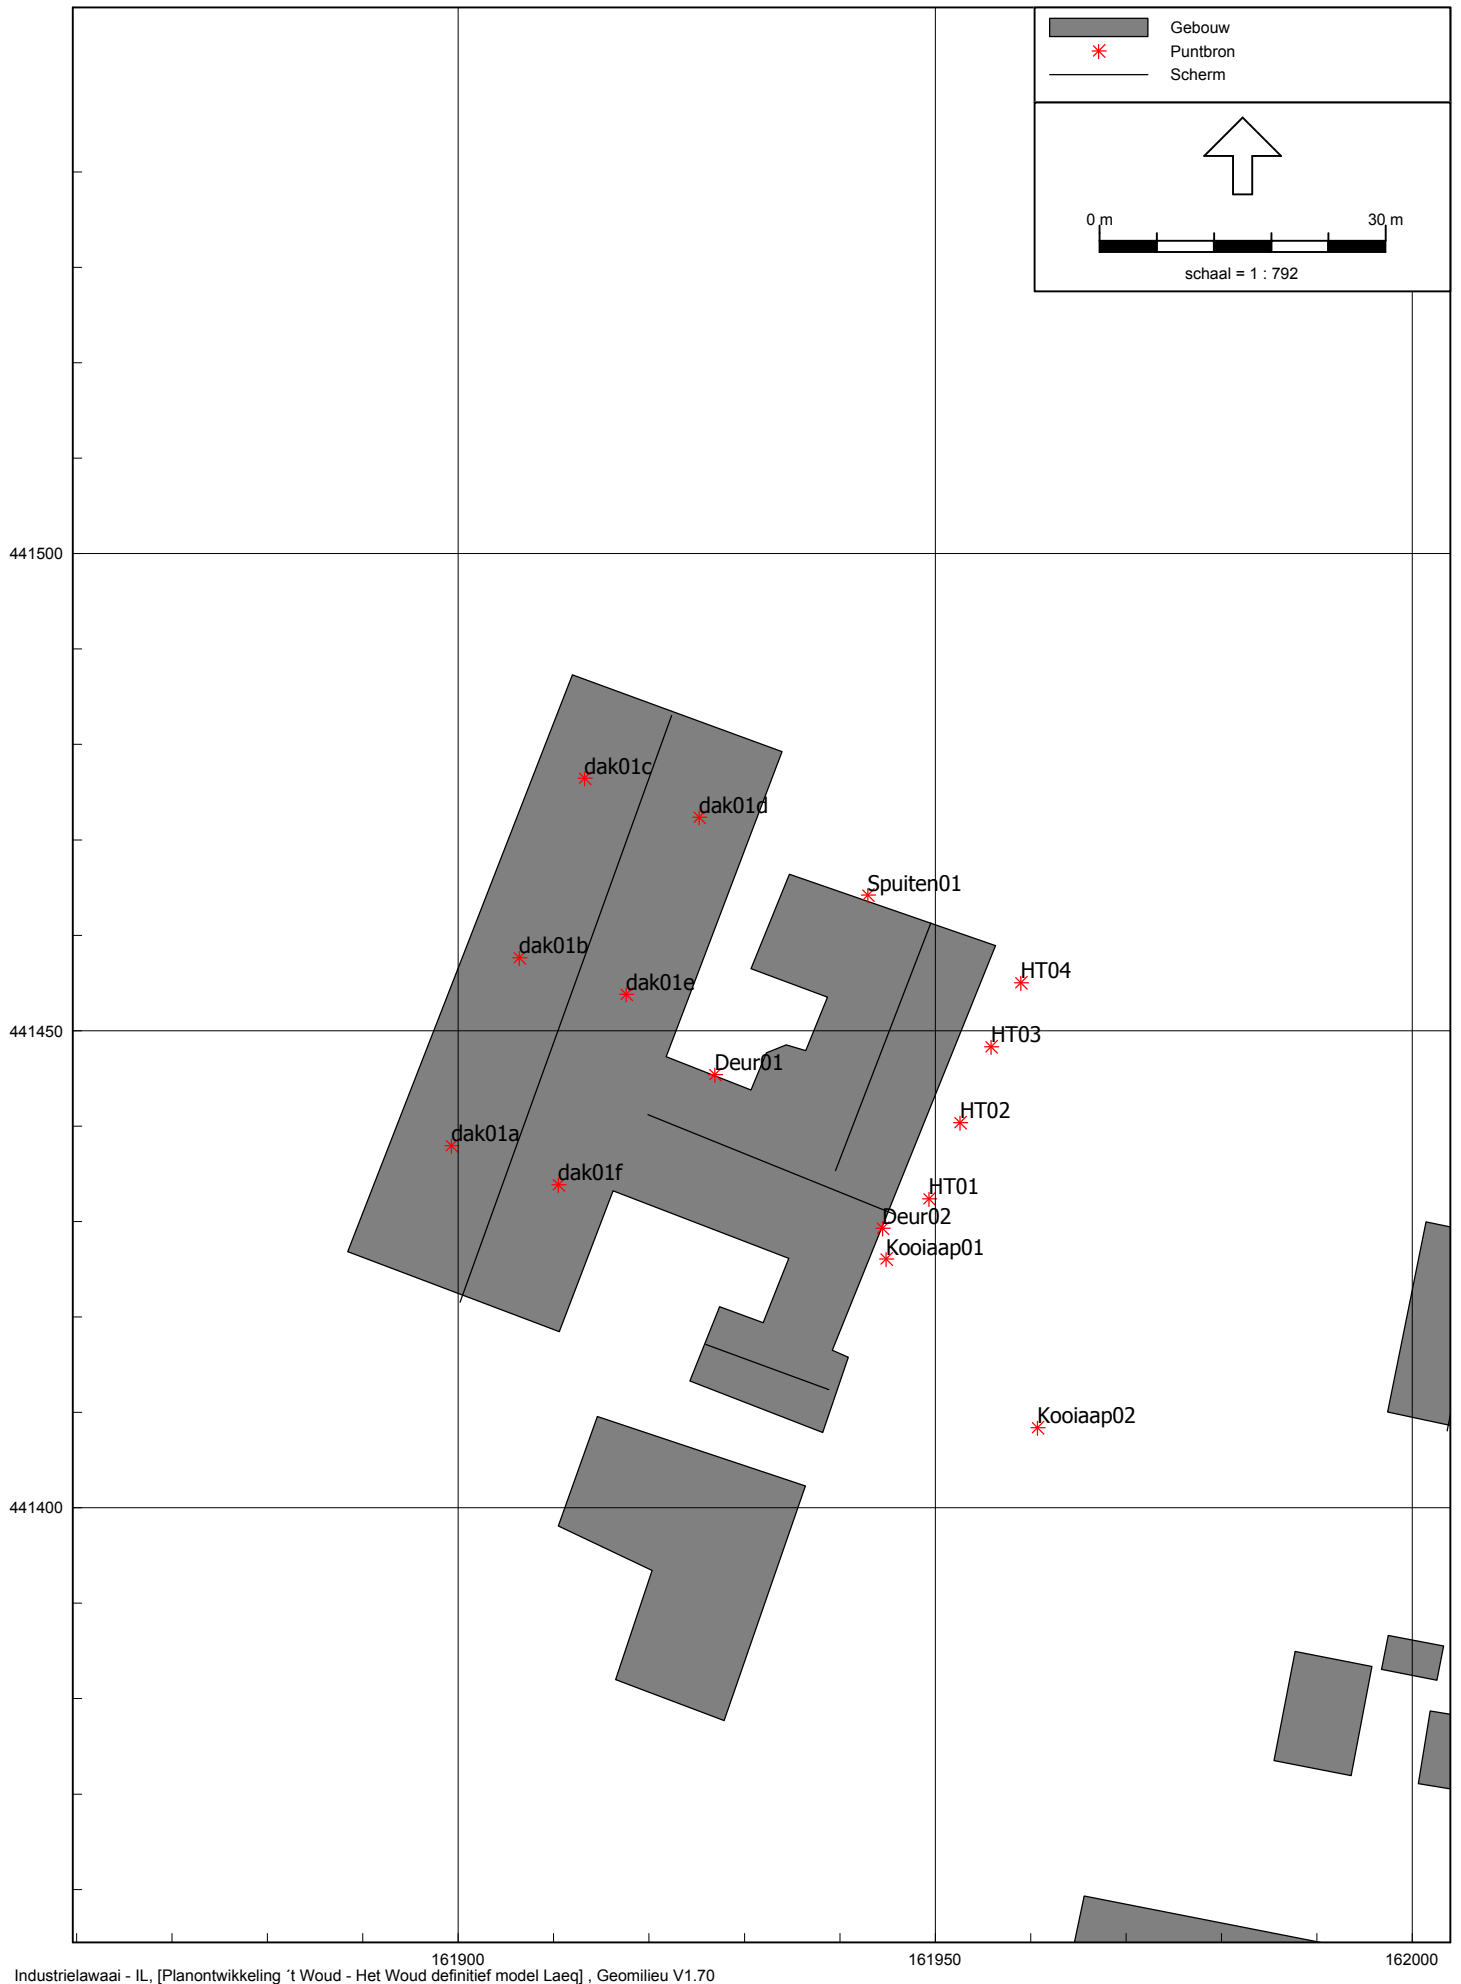 Gebouw
Puntbron
Scherm
0 m 30 m
schaal = 1 : 792
441500
dak01c
dak01d
Spuiten01
dak01b
HT04
dak01e
441450
HT03
Deur01
HT02
dak01a
dak01f
HT01
Deur02
Kooiaap01
Kooiaap02
441400
161900 161950 162000
Industrielawaai - IL, [Planontwikkeling ´t Woud - Het Woud definitief model Laeq] , Geomilieu V1.70